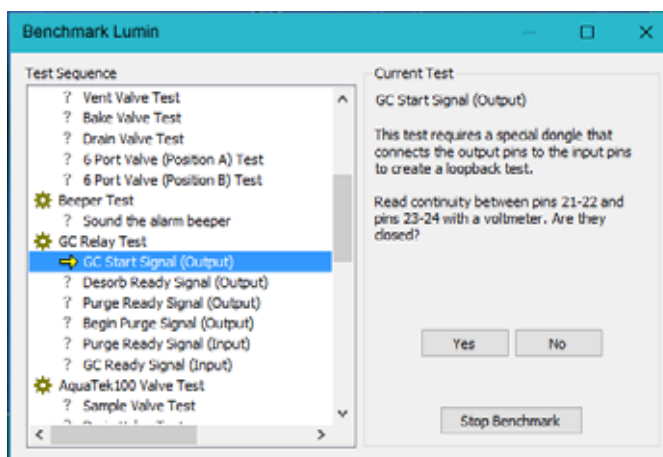 Benchmark Lumin
Test Sequence
? Vent Valve Test
? Bake Valve Test
? Drain Valve Test
? 6 Port Valve (Position A) Test
? 6 Port Valve (Position B) Test
Beeper Test
? Sound the alarm beeper
GC Relay Test
GC Start Signal (Output)
? Desorb Ready Signal (Output)
? Purge Ready Signal (Output)
? Begin Purge Signal (Output)
? Purge Ready Signal (Input)
? GC Ready Signal (Input)
AquaTek100 Valve Test
? Sample Valve Test
Current Test
GC Start Signal (Output)
This test requires a special dongle that
connects the output pins to the input pins
to create a loopback test.
Read continuity between pins 21-22 and
pins 23-24 with a voltmeter. Are they
closed?
Yes
No
Stop Benchmark